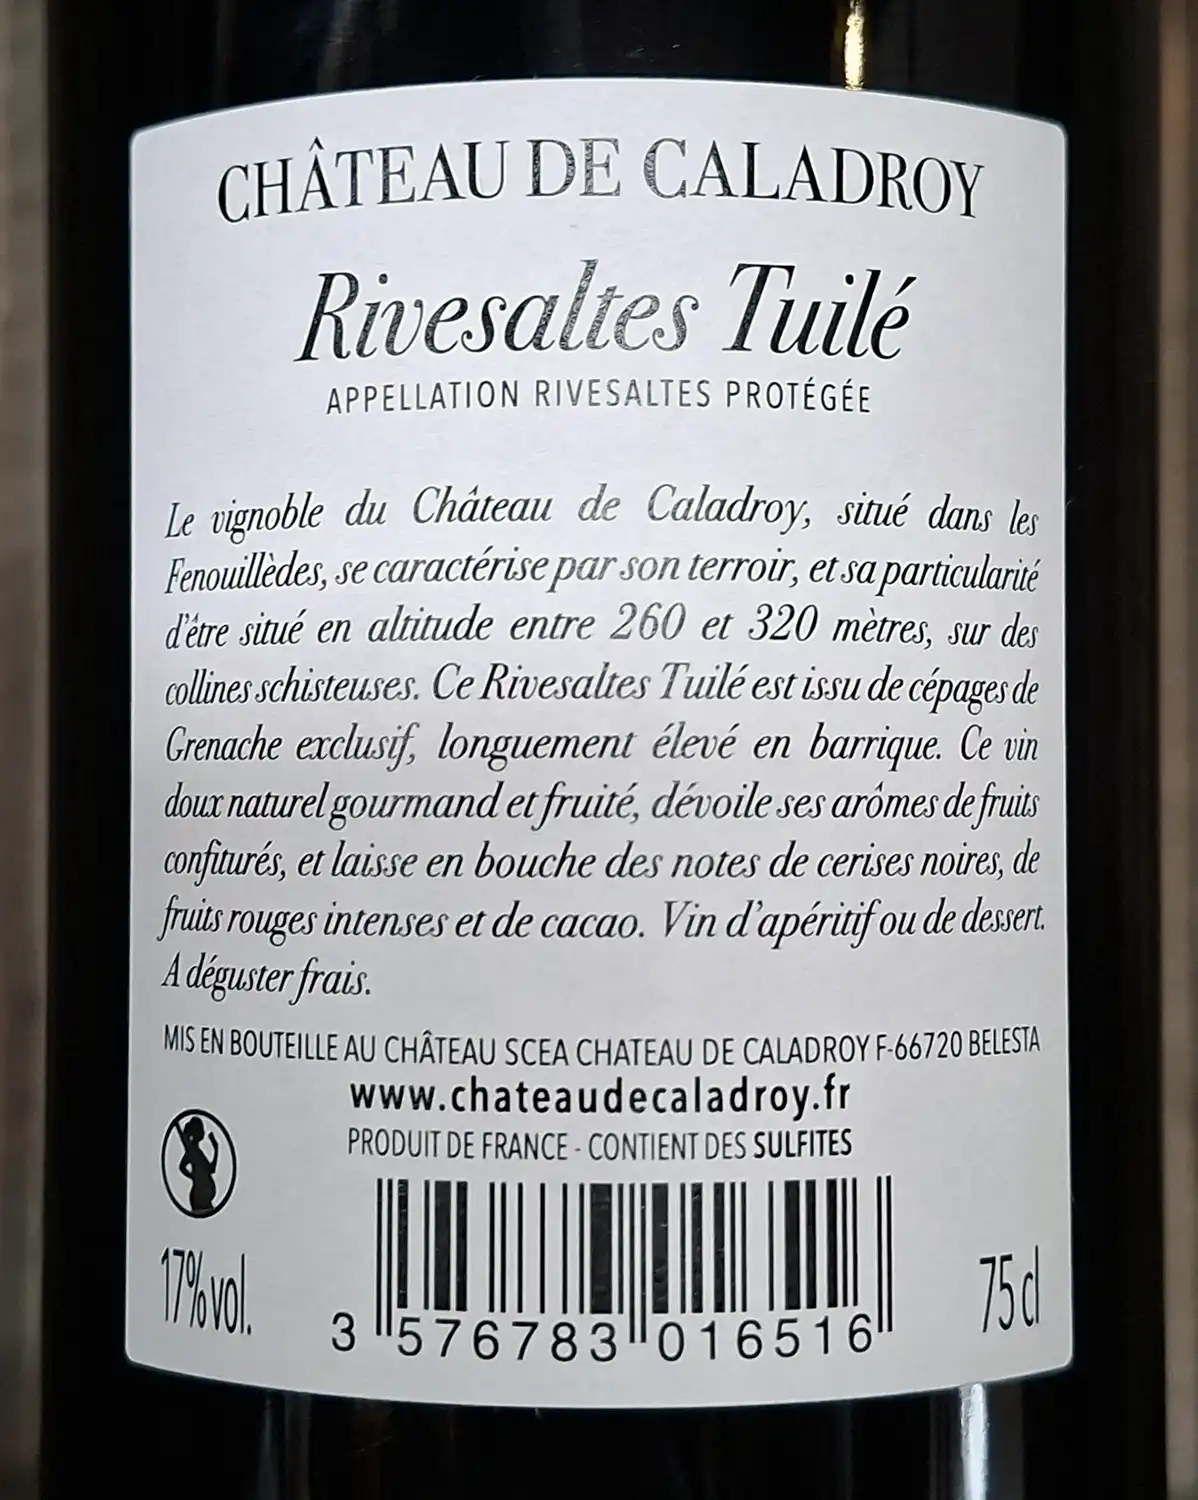 CHÂTEAU DE CALADROY
Rivesaltes Tuilé
APPELLATION RIVESALTES PROTÉGÉE
Le vignoble du Château de Caladroy, situé dans les
Fenouillèdes, se caractérise par son terroir, et sa particularité
d'être situé en altitude entre 260 et 320 mètres, sur des
collines schisteuses. Ce Rivesaltes Tuilé est issu de cépages de
Grenache exclusif, longuement élevé en barrique. Ce vin
doux naturel gourmand et fruité, dévoile ses arômes de fruits
confiturés, et laisse en bouche des notes de cerises noires, de
fruits rouges intenses et de cacao. Vin d'apéritif ou de dessert.
A déguster frais.
MIS EN BOUTEILLE AU CHÂTEAU SCEA CHATEAU DE CALADROY F-66720 BELESTA
www.chateaudecaladroy.fr
PRODUIT DE FRANCE - CONTIENT DES SULFITES
17%vol.
3 576783 016516
75cl